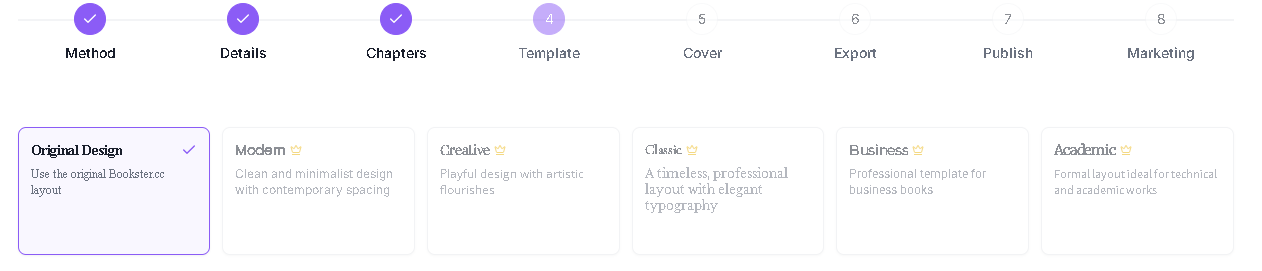 4 5 6 7 8
Method Details Chapters Template Cover Export Publish Marketing
Original Design
Use the original Bookster.cc
layout
Modern
Clean and minimalist design
with contemporary spacing
Creative
Playful design with artistic
flourishes
Classic
A timeless, professional
layout with elegant
typography
Business
Professional template for
business books
Academic
Formal layout ideal for technical
and academic works